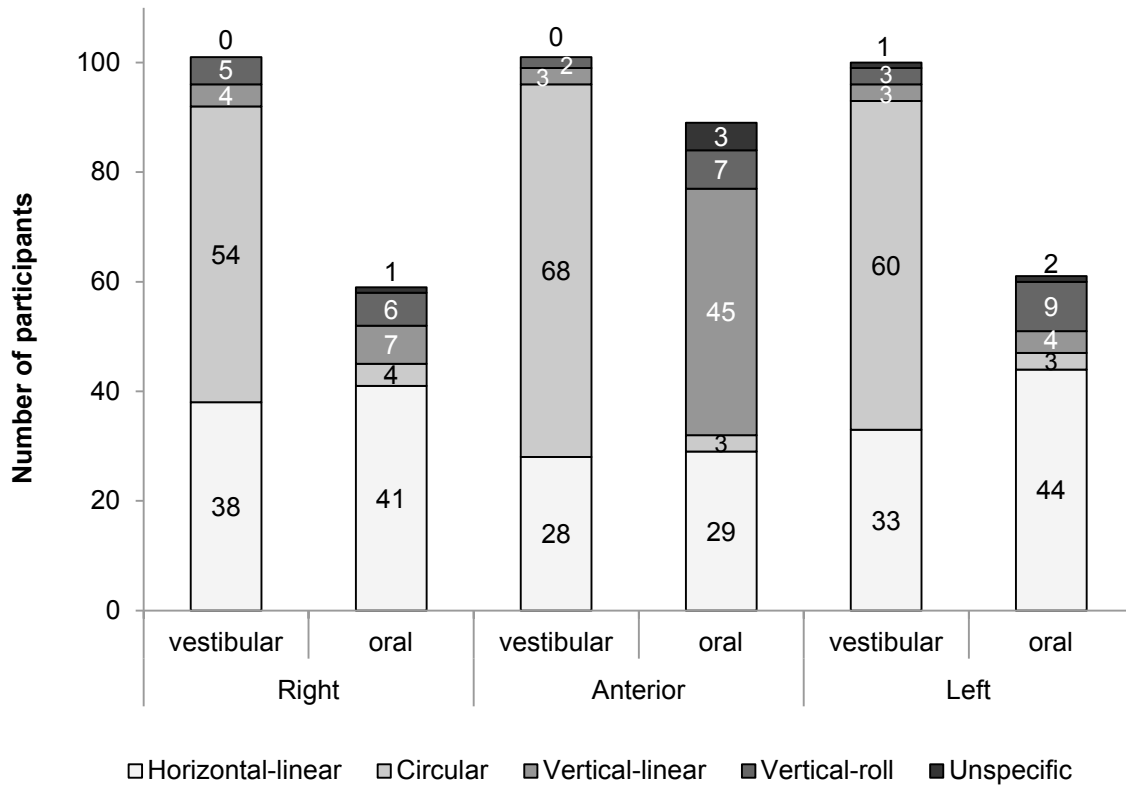 0 0 1
100
5 2 3
4 3 3
3
80
7
54 68 60
60
1 2
6 45 9
7 4
40
4 3 3
38 41 28 29 33 44
20
0
Number of participants
vestibular oral vestibular oral vestibular oral
Right Anterior Left
Horizontal-linear Circular Vertical-linear Vertical-roll Unspecific